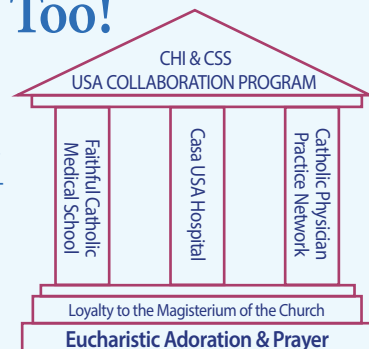 Too!
CHI & CSS
USA COLLABORATION PROGRAM
Faithful Catholic
Medical School
Casa USA Hospital
Catholic Physician
Practice Network
Loyalty to the Magisterium of the Church
Eucharistic Adoration & Prayer